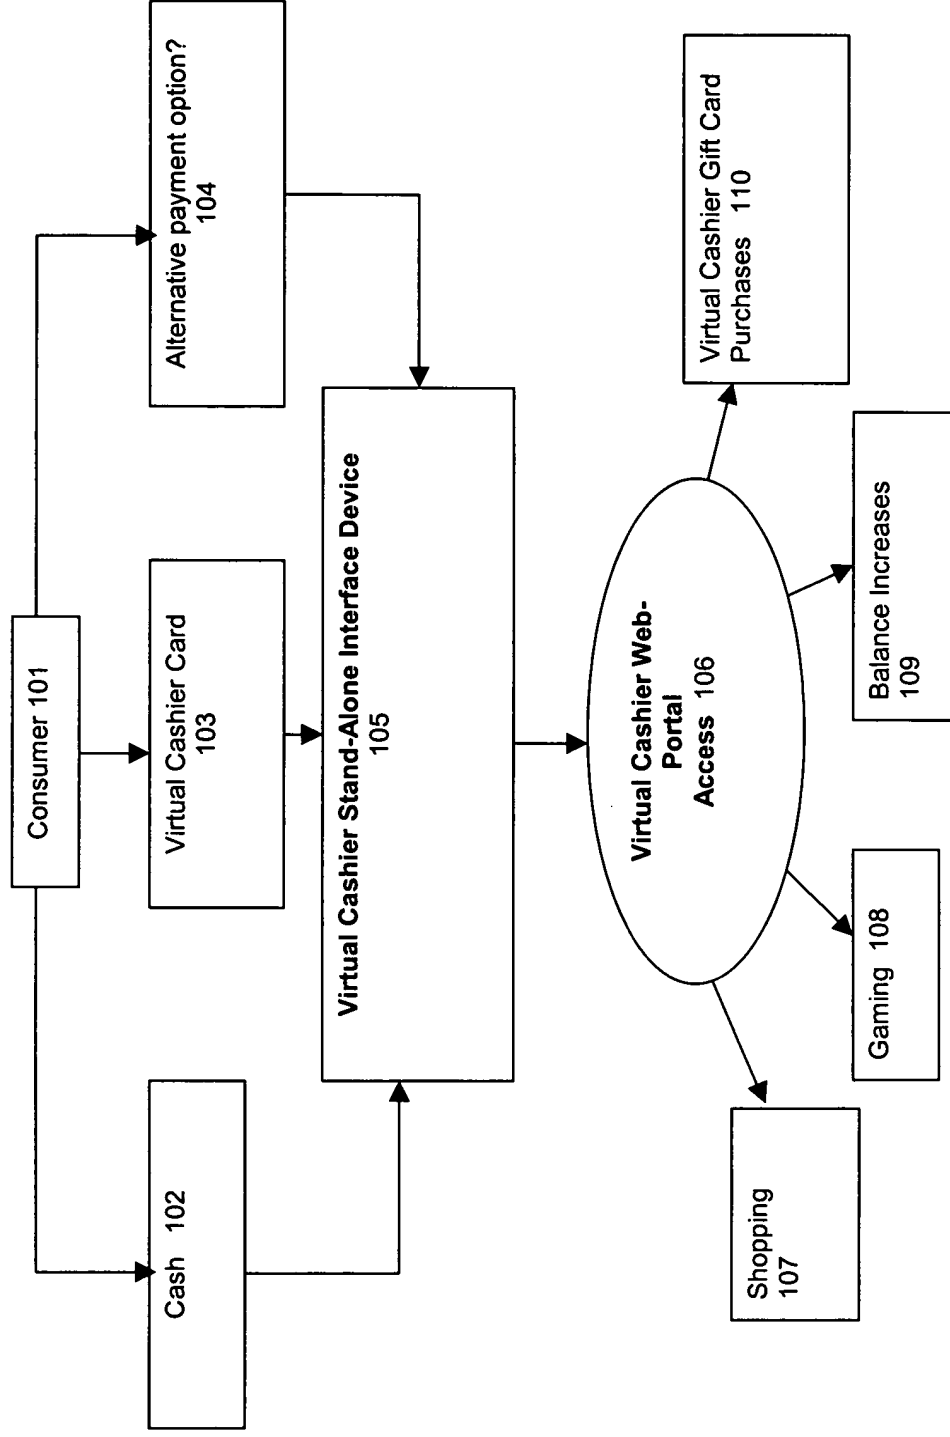 Consumer 101
Cash 102
Virtual Cashier Card
103
Alternative payment option?
104
Virtual Cashier Stand-Alone Interface Device
105
Virtual Cashier Web-
Portal
Access 106
Shopping
107
Gaming 108
Balance Increases
109
Virtual Cashier Gift Card
Purchases 110